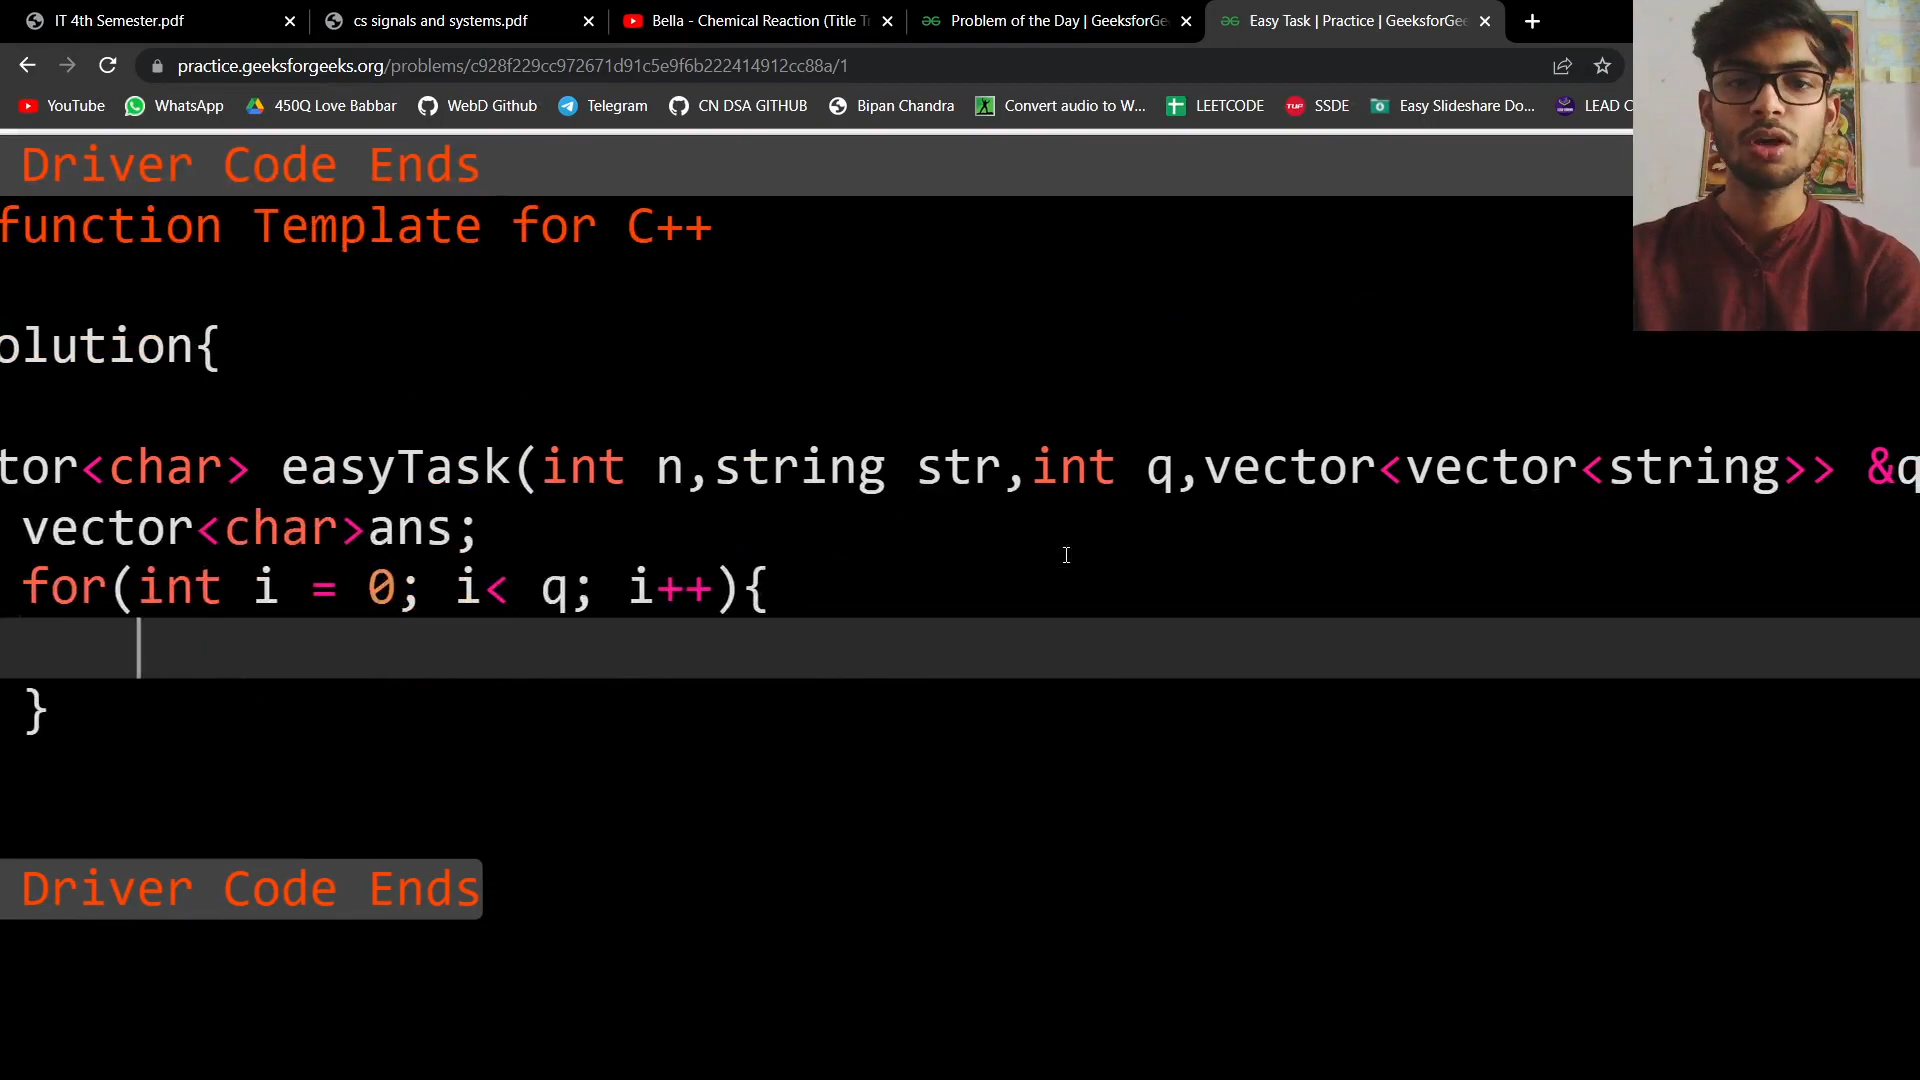 IT 4th Semester.pdf
cs signals and systems.pdf
Bella - Chemical Reaction (Title Tr
Problem of the Day | GeeksforGe
Easy Task | Practice | GeeksforGee
practice.geeksforgeeks.org/problems/c928f229cc972671d91c5e9f6b222414912cc88a/1
YouTube
WhatsApp
450Q Love Babbar
WebD Github
Telegram
CN DSA GITHUB
Bipan Chandra
Convert audio to W...
LEETCODE
TUF
SSDE
Easy Slideshare Do...
LEAD C
Driver Code Ends
function Template for C++
olution{
tor<char> easyTask(int n,string str,int q,vector<vector<string>> &q
vector<char>ans;
for(int i = 0; i< q; i++){
}
Driver Code Ends